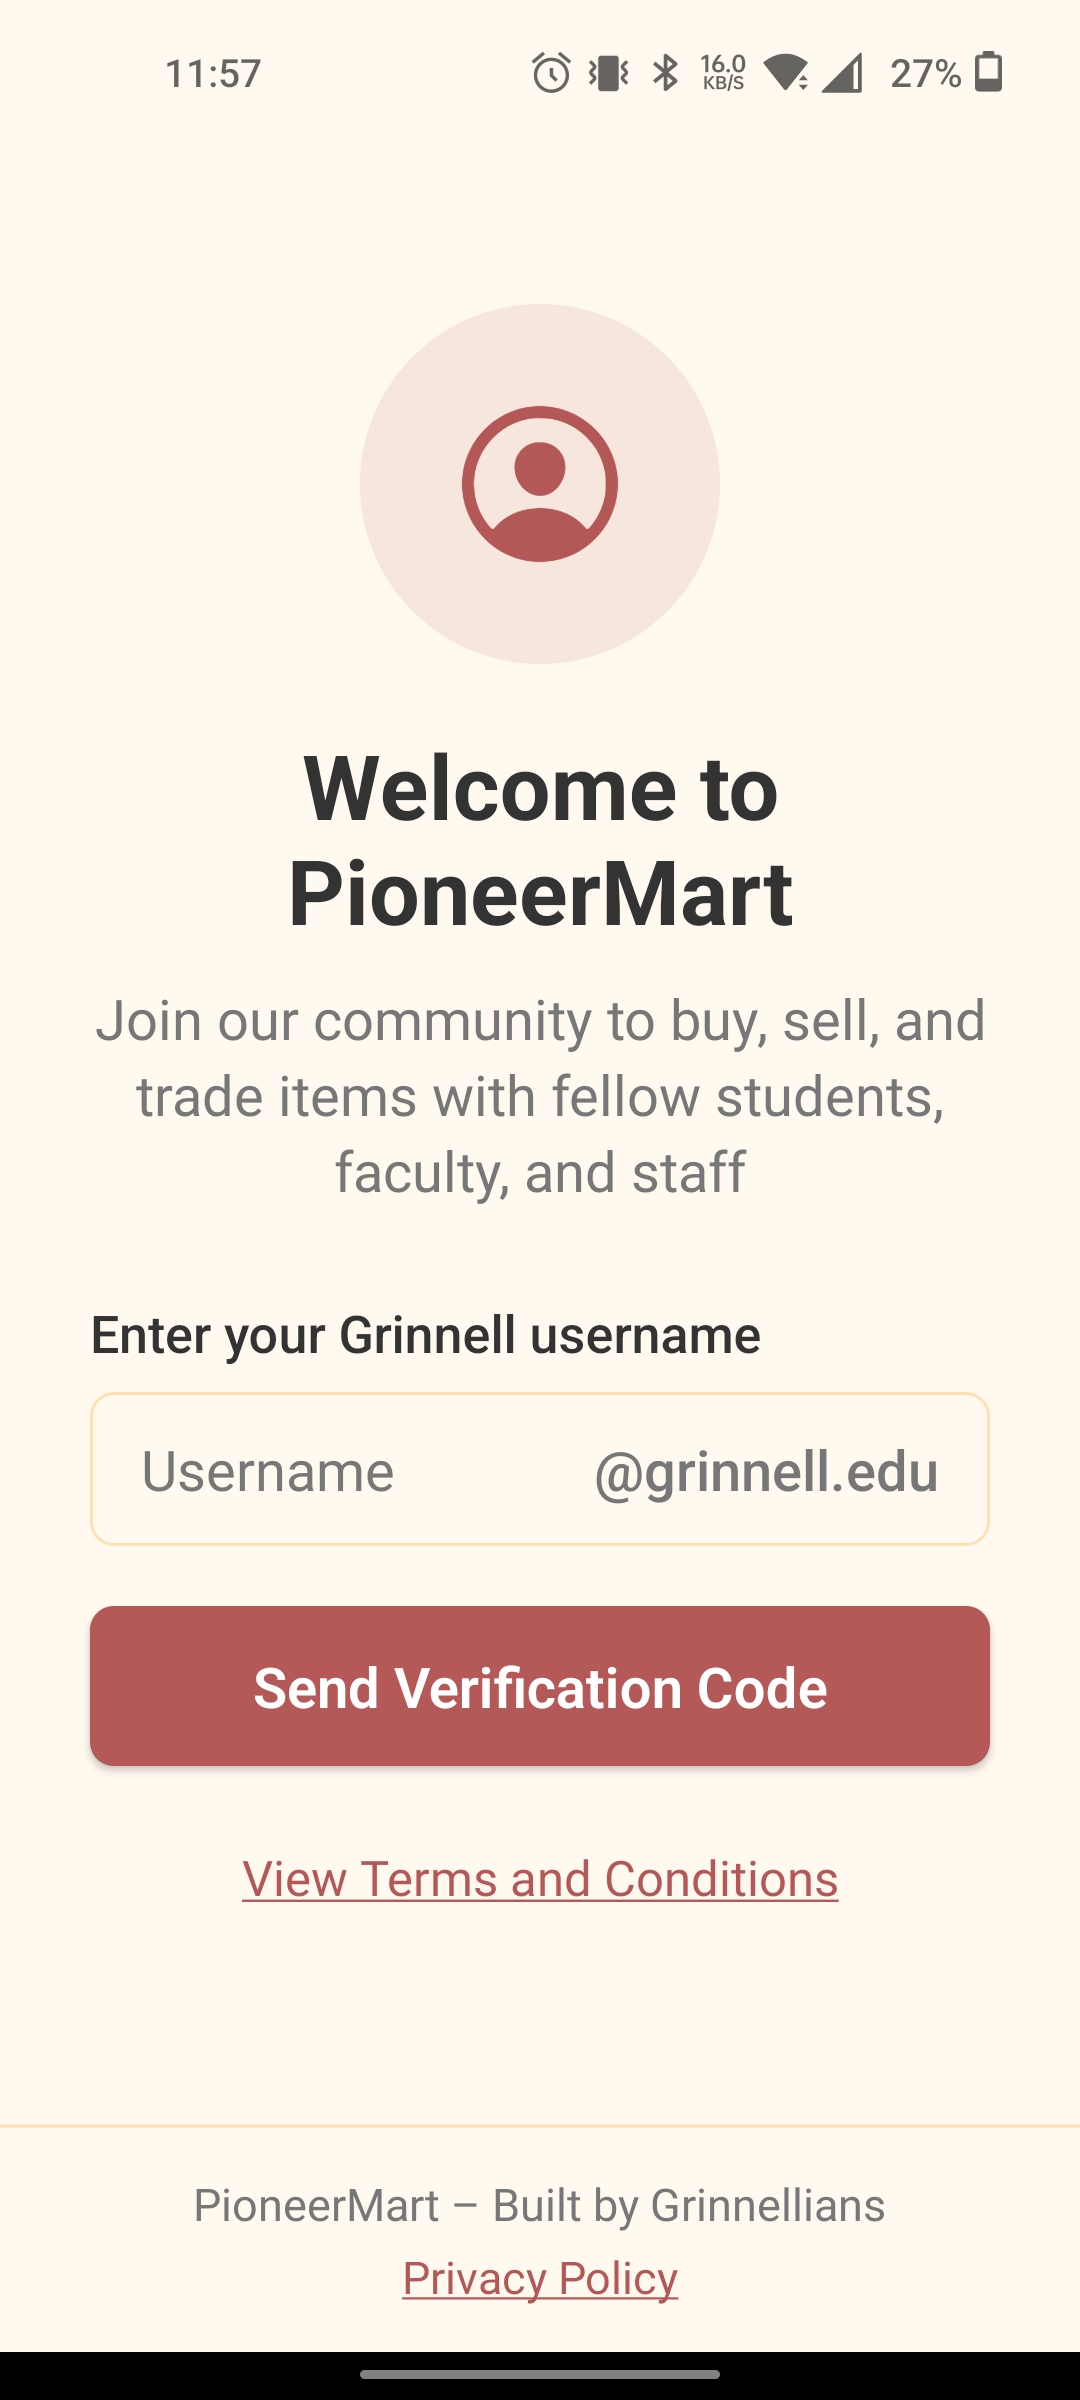 11:57
16.0
KB/S
27%
Welcome to
PioneerMart
Join our community to buy, sell, and
trade items with fellow students,
faculty, and staff
Enter your Grinnell username
Username @grinnell.edu
Send Verification Code
View Terms and Conditions
PioneerMart – Built by Grinnellians
Privacy Policy